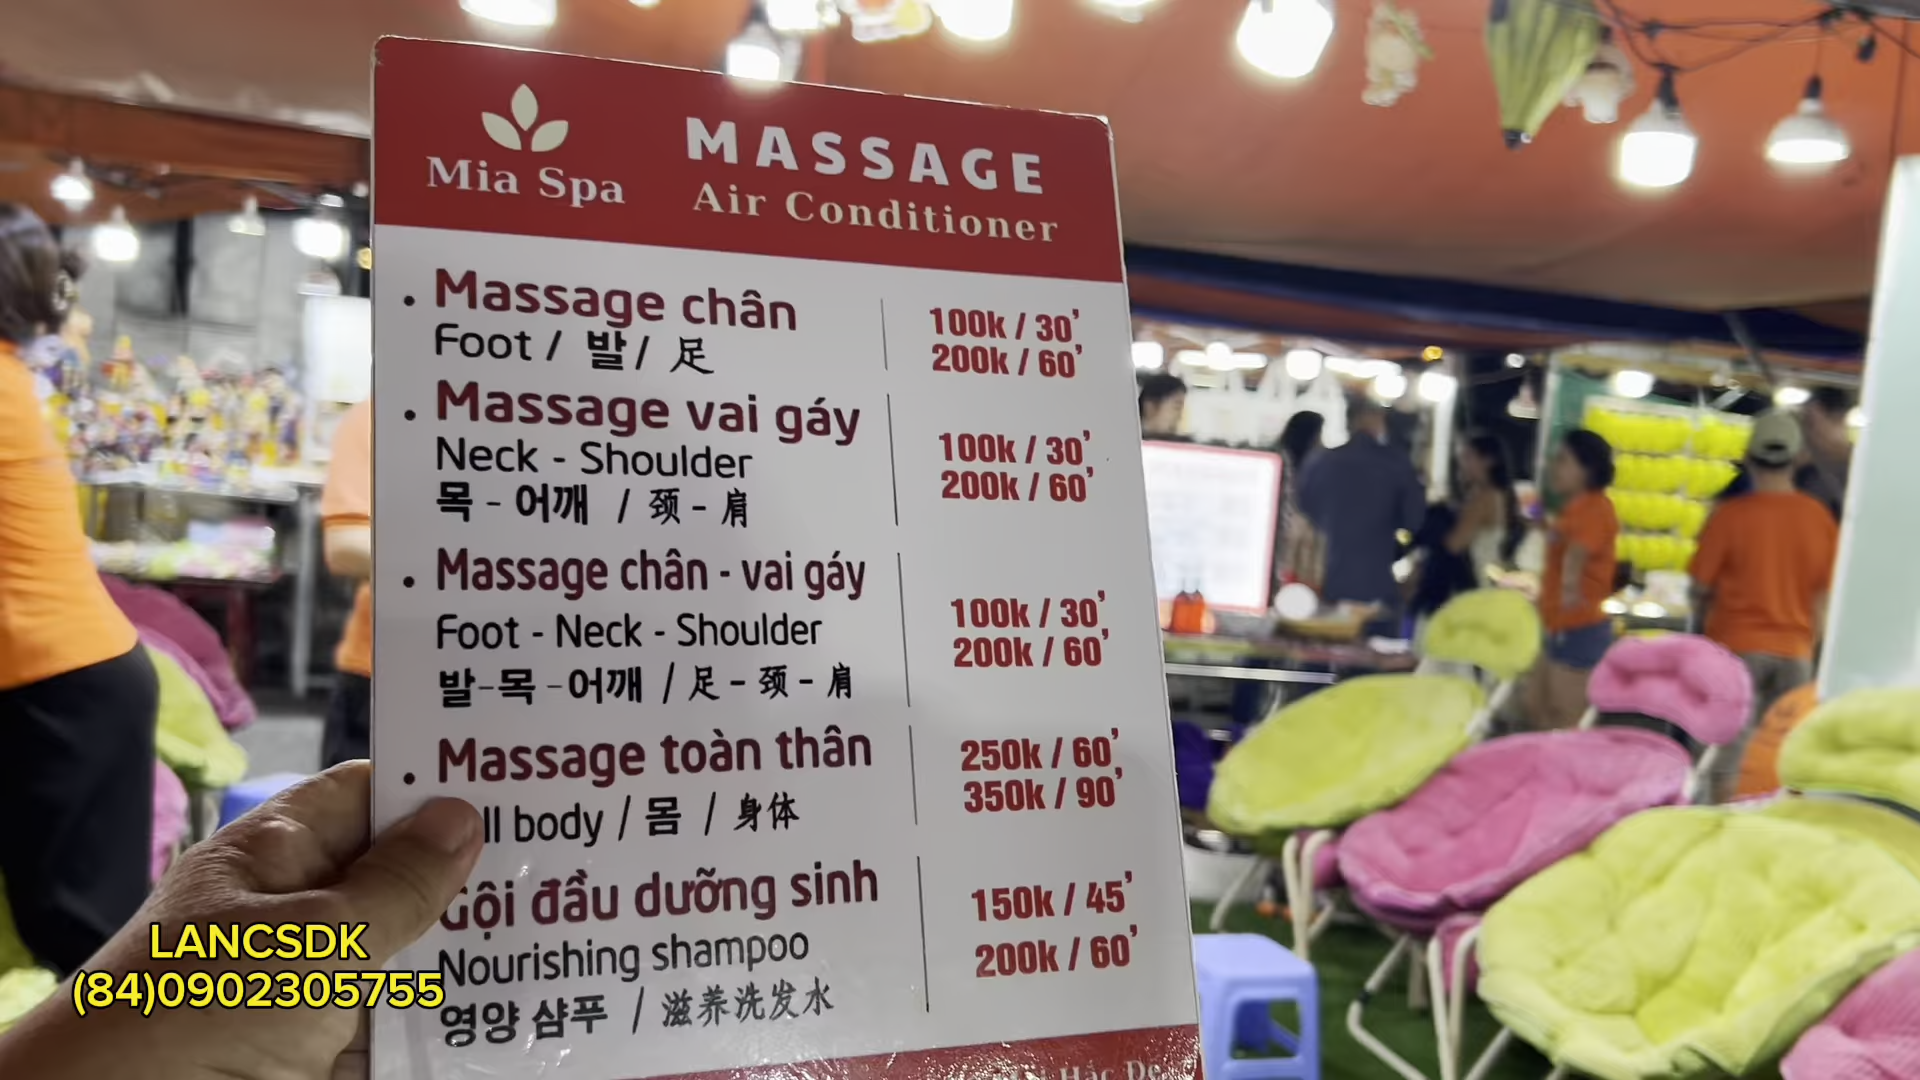 Mia Spa
MASSAGE
Air Conditioner
• Massage chân
Foot / 발 / 足
100k / 30'
200k / 60'
• Massage vai gáy
Neck - Shoulder
목 - 어깨 / 颈 - 肩
100k / 30'
200k / 60'
• Massage chân - vai gáy
Foot - Neck - Shoulder
발-목-어깨 / 足 - 颈 - 肩
100k / 30'
200k / 60'
• Massage toàn thân
ll body / 몸 / 身体
250k / 60'
350k / 90'
Gội đầu dưỡng sinh
Nourishing shampoo
영양 샴푸 / 滋养洗发水
150k / 45'
200k / 60'
LANCSDK
(84)0902305755